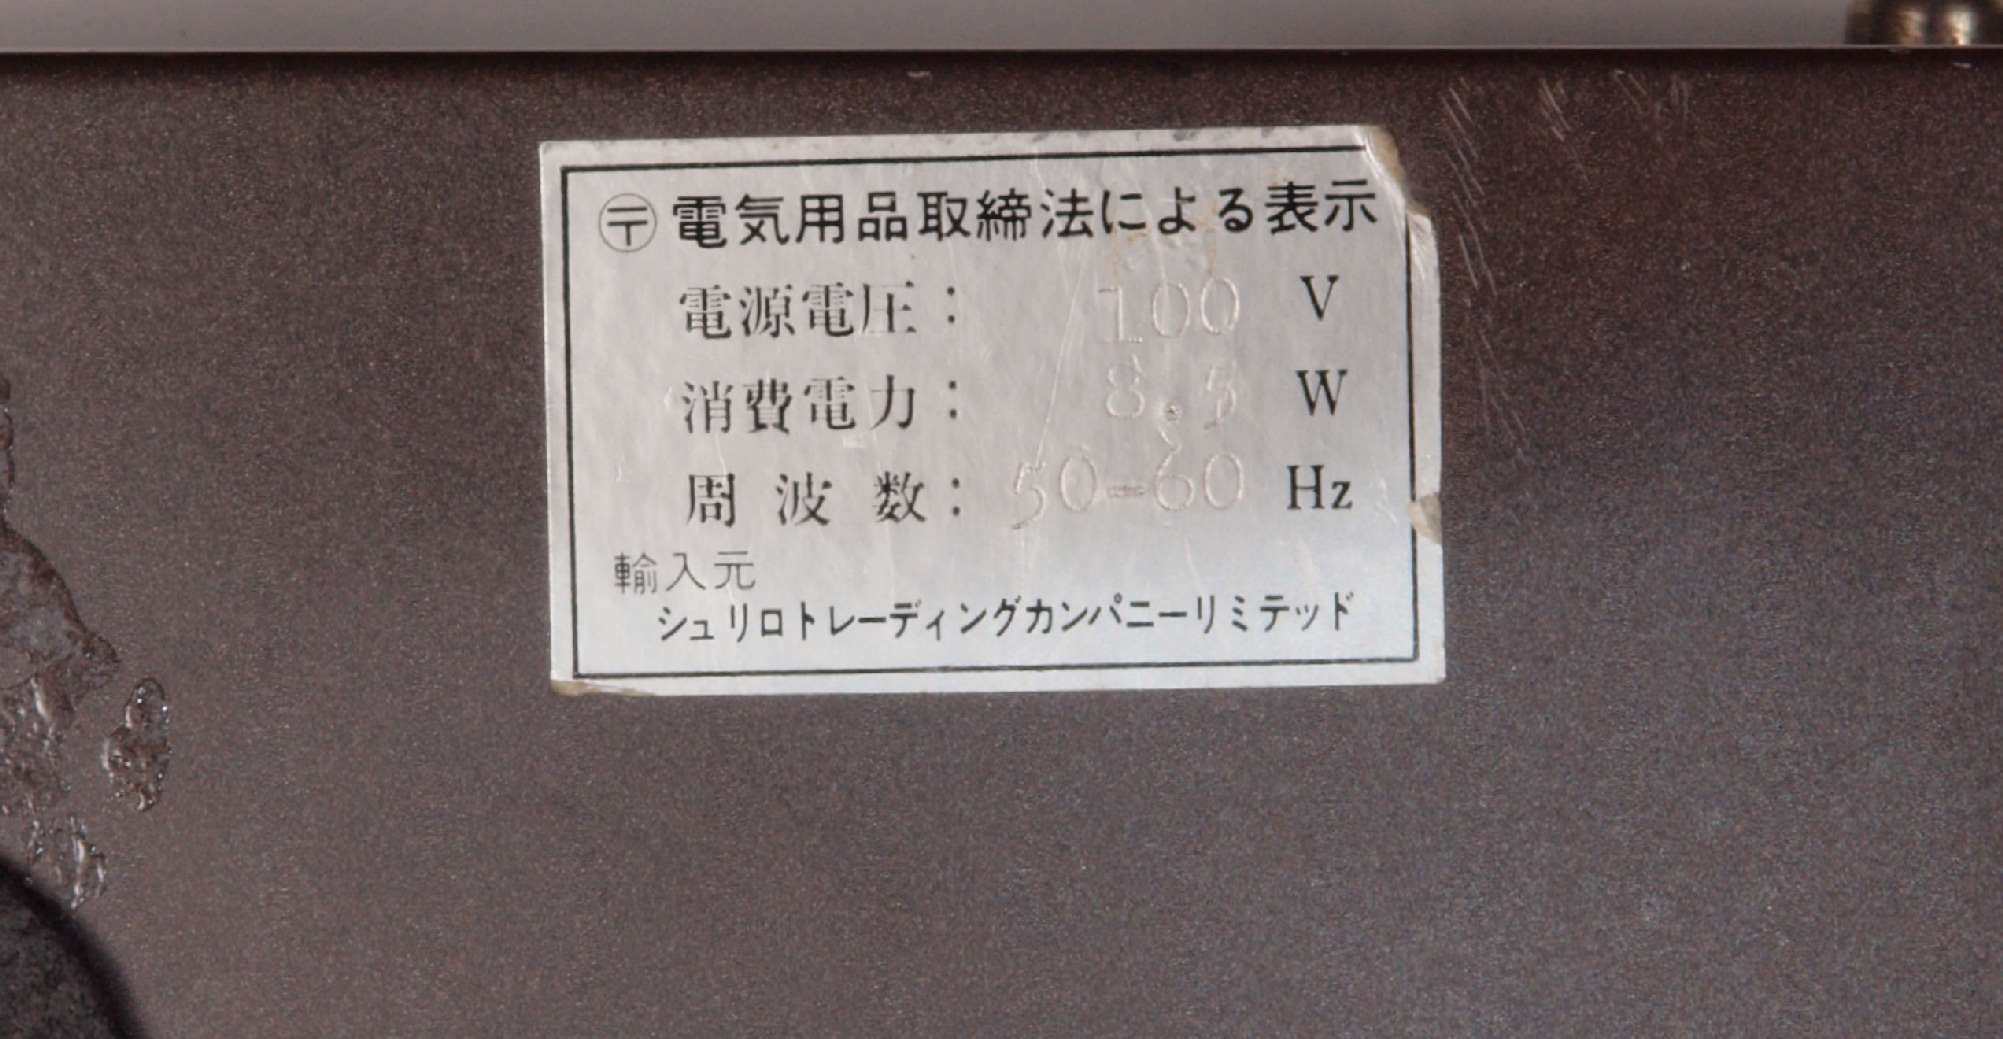 〶電気用品取締法による表示
電源電圧: 100 V
消費電力: 8.5 W
周波数: 50-60 Hz
輸入元
シュリロトレーディングカンパニーリミテッド